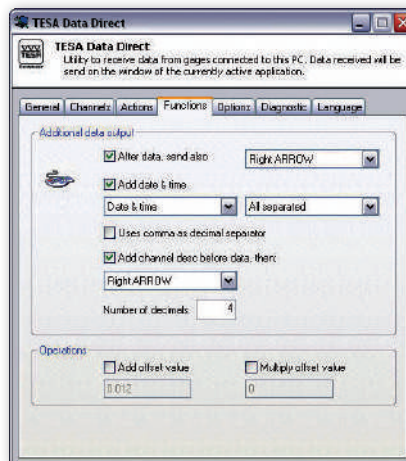 TESA Data Direct
TESA
TESA Data Direct
Utility to receive data from gages connected to this PC. Data received will be
send on the window of the currently active application.
General Channels Actions Functions Options Diagnostic Language
Additional data output
After data, send also Right ARROW
Add date & time
Date & time All separated
Uses comma as decimal separator
Add channel desc before data, then:
Right ARROW
Number of decimals 4
Operations
Add offset value Multiply offset value
0.012 0